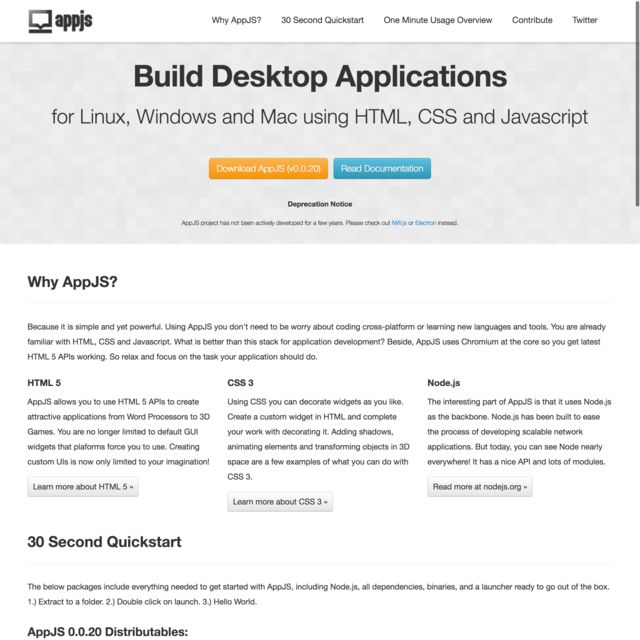 appjs
Why AppJS?
30 Second Quickstart
One Minute Usage Overview
Contribute
Twitter
Build Desktop Applications
for Linux, Windows and Mac using HTML, CSS and Javascript
Download AppJS (v0.0.20)
Read Documentation
Deprecation Notice
AppJS project has not been actively developed for a few years. Please check out NW.js or Electron instead.
Why AppJS?
Because it is simple and yet powerful. Using AppJS you don't need to be worry about coding cross-platform or learning new languages and tools. You are already
familiar with HTML, CSS and Javascript. What is better than this stack for application development? Beside, AppJS uses Chromium at the core so you get latest
HTML 5 APIs working. So relax and focus on the task your application should do.
HTML 5
AppJS allows you to use HTML 5 APIs to create
attractive applications from Word Processors to 3D
Games. You are no longer limited to default GUI
widgets that plaforms force you to use. Creating
custom UIs is now only limited to your imagination!
Learn more about HTML 5 »
CSS 3
Using CSS you can decorate widgets as you like.
Create a custom widget in HTML and complete
your work with decorating it. Adding shadows,
animating elements and transforming objects in 3D
space are a few examples of what you can do with
CSS 3.
Learn more about CSS 3 »
Node.js
The interesting part of AppJS is that it uses Node.js
as the backbone. Node.js has been built to ease
the process of developing scalable network
applications. But today, you can see Node nearly
everywhere! It has a nice API and lots of modules.
Read more at nodejs.org »
30 Second Quickstart
The below packages include everything needed to get started with AppJS, including Node.js, all dependencies, binaries, and a launcher ready to go out of the box.
1.) Extract to a folder. 2.) Double click on launch. 3.) Hello World.
AppJS 0.0.20 Distributables: